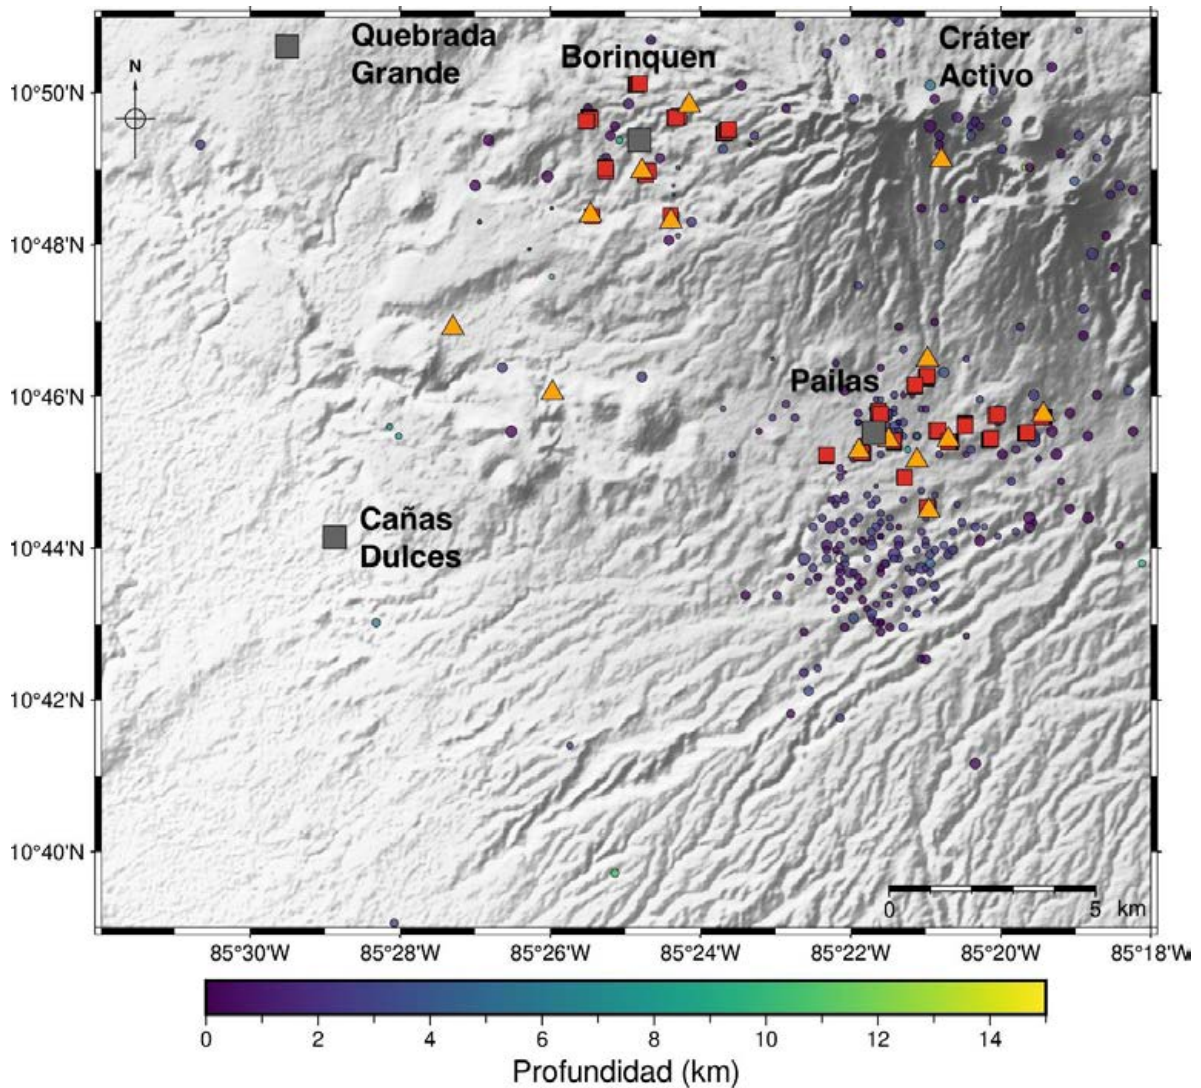 Quebrada
Grande
Borinquen
Cráter
Activo
N
10°50'N
10°48'N
Pailas
10°46'N
Cañas
Dulces
10°44'N
10°42'N
10°40'N
0 5 km
85°30'W 85°28'W 85°26'W 85°24'W 85°22'W 85°20'W 85°18'W
0 2 4 6 8 10 12 14
Profundidad (km)